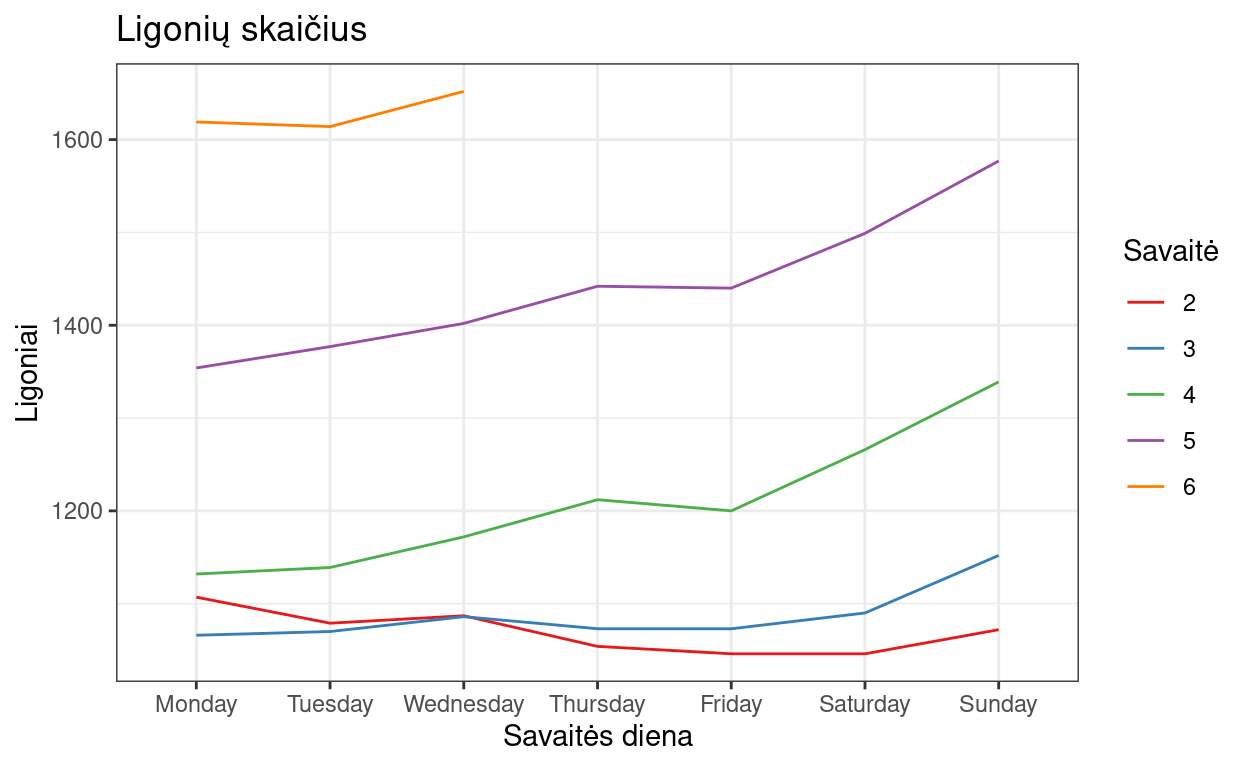 Ligonių skaičius
Ligoniai
1600
1400
1200
Monday Tuesday Wednesday Thursday Friday Saturday Sunday
Savaitės diena
Savaitė
2
3
4
5
6